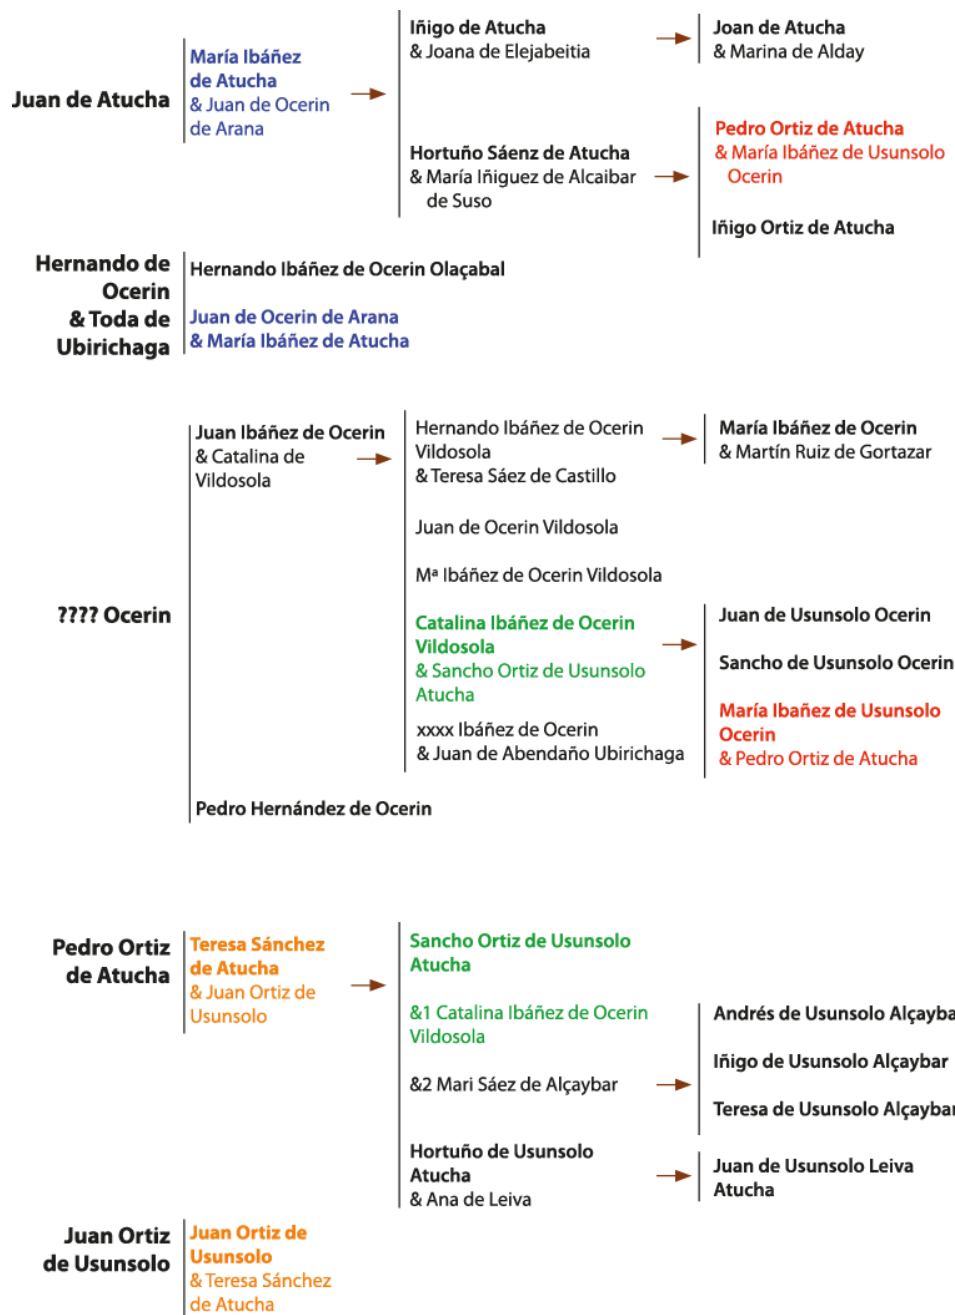 Juan de Atucha
María Ibáñez
de Atucha
& Juan de Ocerin
de Arana
Iñigo de Atucha
& Joana de Elejabeitia
Joan de Atucha
& Marina de Alday
Hortuño Sáenz de Atucha
& María Iñiguez de Alcaibar
de Suso
Pedro Ortiz de Atucha
& María Ibáñez de Usunsolo
Ocerin
Iñigo Ortiz de Atucha
Hernando de
Ocerin
& Toda de
Ubirichaga
Hernando Ibáñez de Ocerin Olaçabal
Juan de Ocerin de Arana
& María Ibáñez de Atucha
???? Ocerin
Juan Ibáñez de Ocerin
& Catalina de
Vildosola
Hernando Ibáñez de Ocerin
Vildosola
& Teresa Sáez de Castillo
María Ibáñez de Ocerin
& Martín Ruiz de Gortazar
Juan de Ocerin Vildosola
Mª Ibáñez de Ocerin Vildosola
Catalina Ibáñez de Ocerin
Vildosola
& Sancho Ortiz de Usunsolo
Atucha
Juan de Usunsolo Ocerin
Sancho de Usunsolo Ocerin
María Ibañez de Usunsolo
Ocerin
& Pedro Ortiz de Atucha
xxxx Ibáñez de Ocerin
& Juan de Abendaño Ubirichaga
Pedro Hernández de Ocerin
Pedro Ortiz
de Atucha
Teresa Sánchez
de Atucha
& Juan Ortiz de
Usunsolo
Sancho Ortiz de Usunsolo
Atucha
&1 Catalina Ibáñez de Ocerin
Vildosola
&2 Mari Sáez de Alçaybar
Andrés de Usunsolo Alçayba
Iñigo de Usunsolo Alçaybar
Teresa de Usunsolo Alçaybar
Hortuño de Usunsolo
Atucha
& Ana de Leiva
Juan de Usunsolo Leiva
Atucha
Juan Ortiz
de Usunsolo
Juan Ortiz de
Usunsolo
& Teresa Sánchez
de Atucha